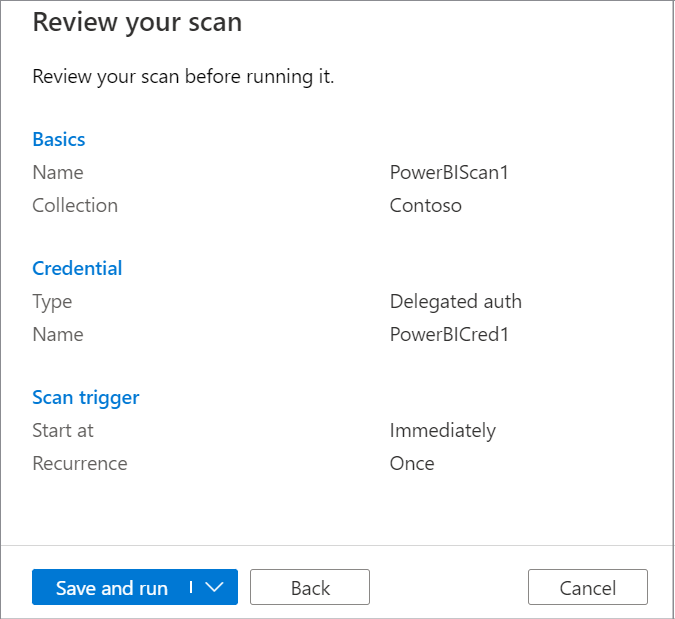 Review your scan
Review your scan before running it.
Basics
Name PowerBIScan1
Collection Contoso
Credential
Type Delegated auth
Name PowerBICred1
Scan trigger
Start at Immediately
Recurrence Once
Save and run Back Cancel